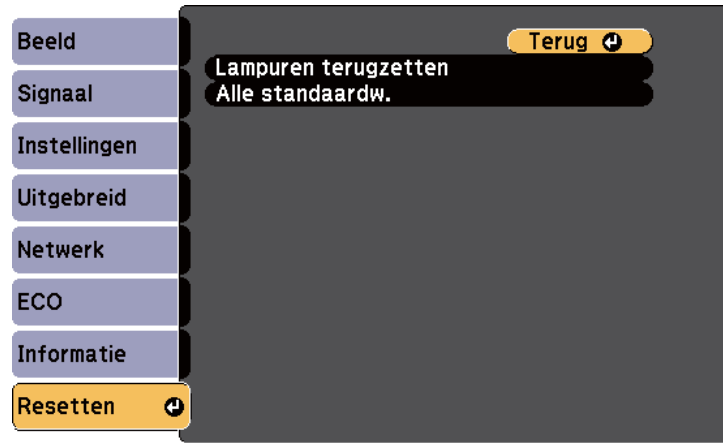 Beeld
Signaal
Instellingen
Uitgebreid
Netwerk
ECO
Informatie
Resetten
Terug
Lampuren terugzetten
Alle standaardw.